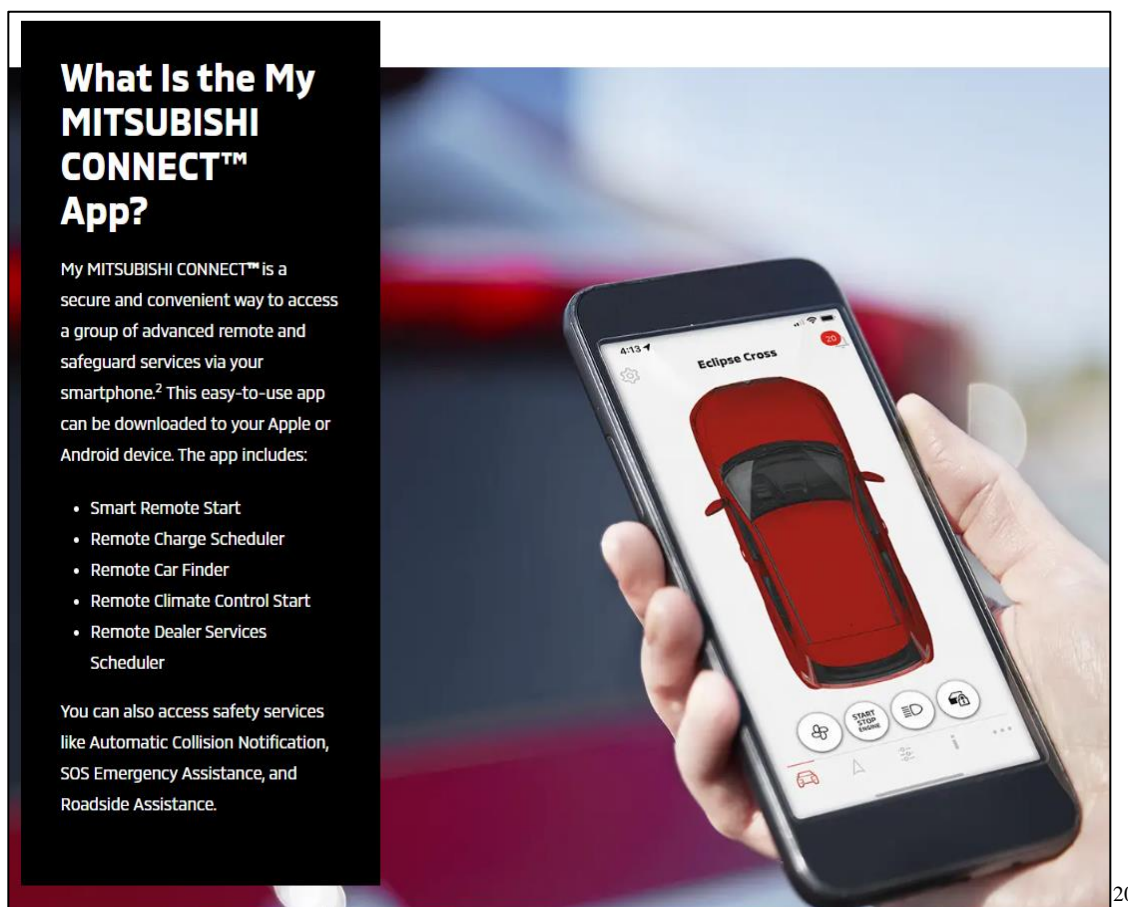 What Is the My
MITSUBISHI
CONNECT™
App?
My MITSUBISHI CONNECT™ is a
secure and convenient way to access
a group of advanced remote and
safeguard services via your
smartphone.² This easy-to-use app
can be downloaded to your Apple or
Android device. The app includes:
• Smart Remote Start
• Remote Charge Scheduler
• Remote Car Finder
• Remote Climate Control Start
• Remote Dealer Services
Scheduler
You can also access safety services
like Automatic Collision Notification,
SOS Emergency Assistance, and
Roadside Assistance.
4:13
20
Eclipse Cross
START
STOP
ENGINE
20